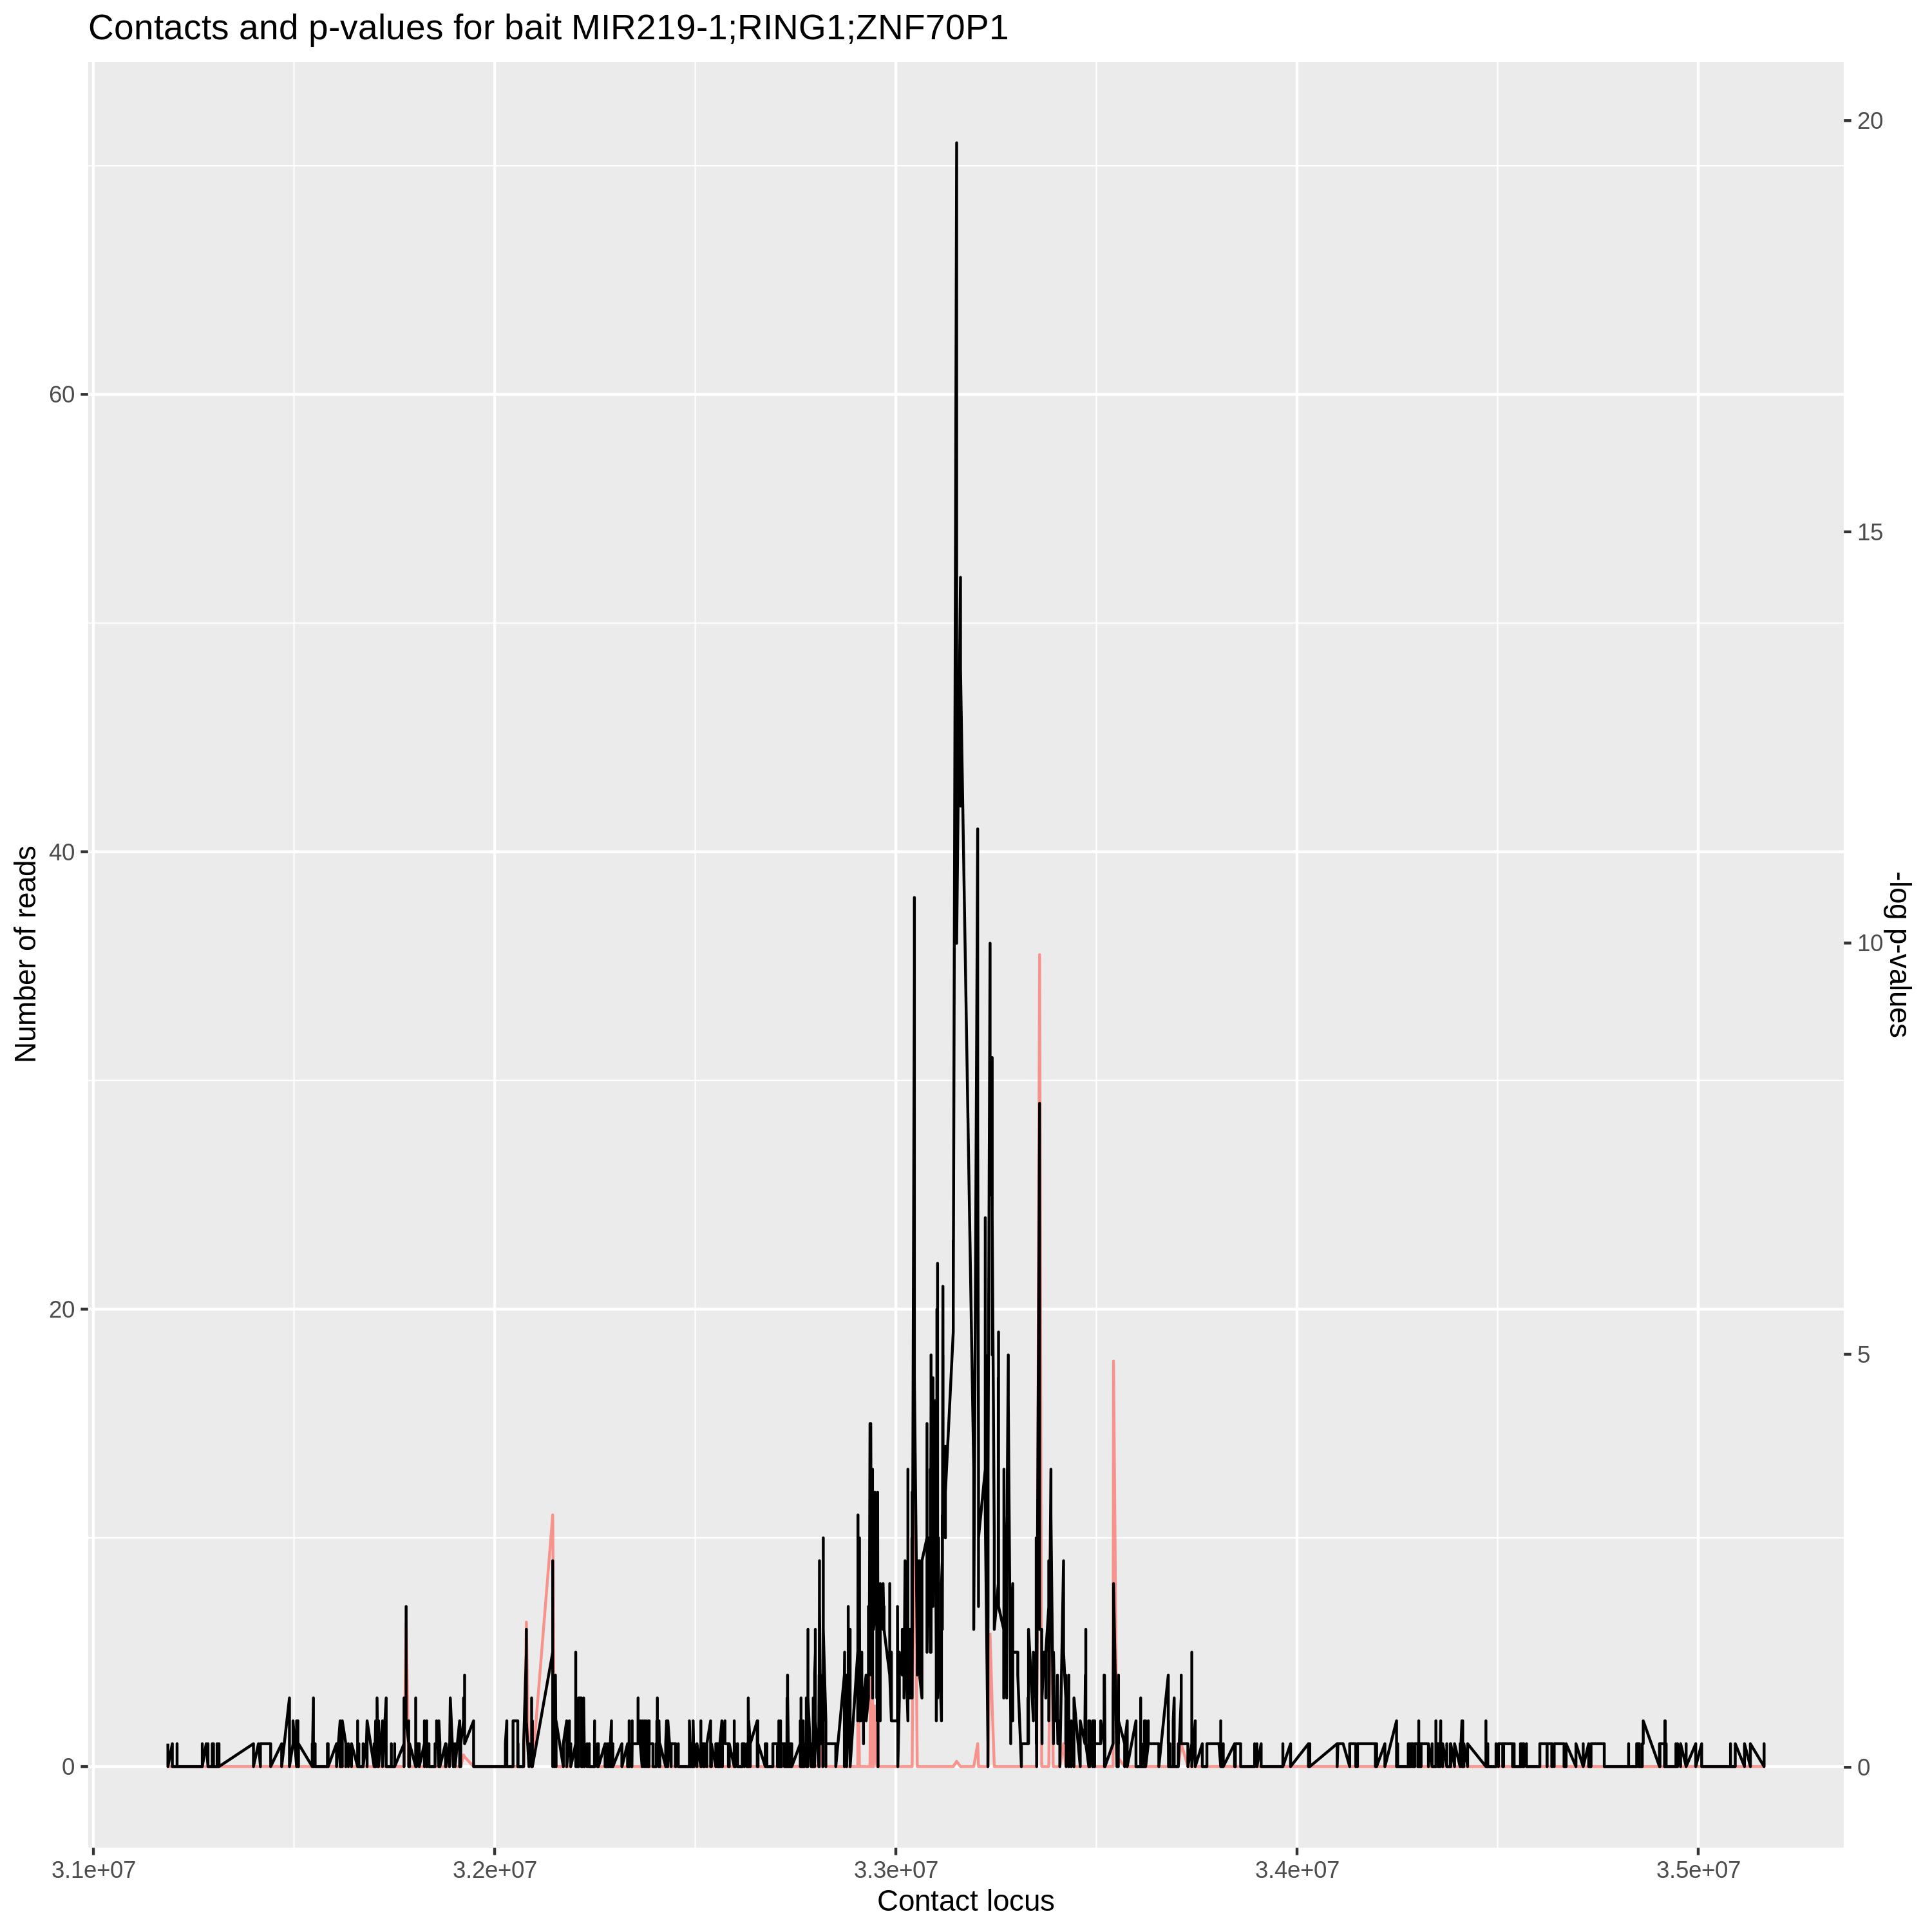 Contacts and p-values for bait MIR219-1;RING1;ZNF70P1
20
15
10
5
0
60
40
20
0
Number of reads
-log p-values
3.1e+07 3.2e+07 3.3e+07 3.4e+07 3.5e+07
Contact locus